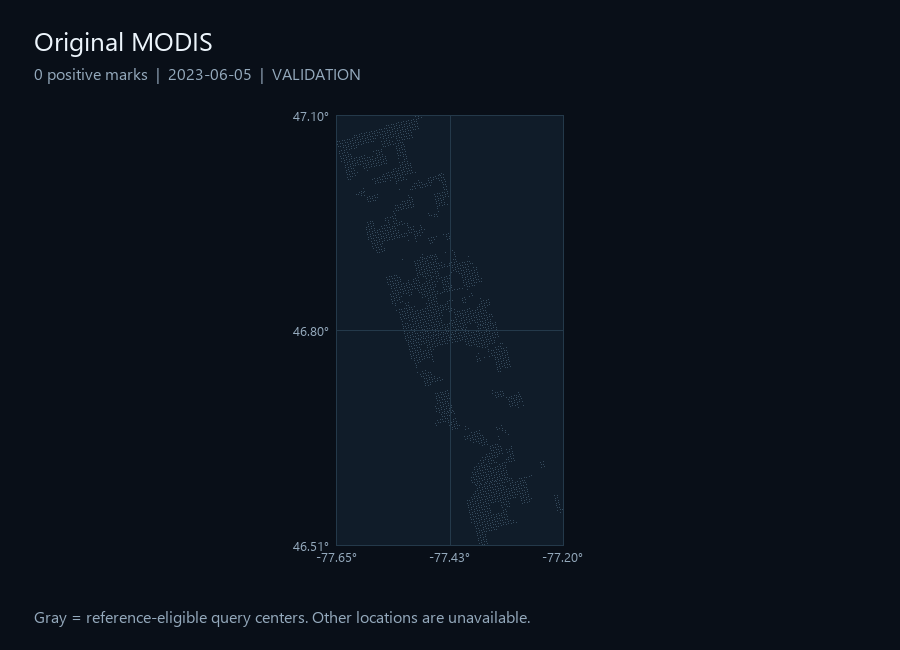 Original MODIS
0 positive marks | 2023-06-05 | VALIDATION
47.10°
46.80°
46.51°
-77.65° -77.43° -77.20°
Gray = reference-eligible query centers. Other locations are unavailable.